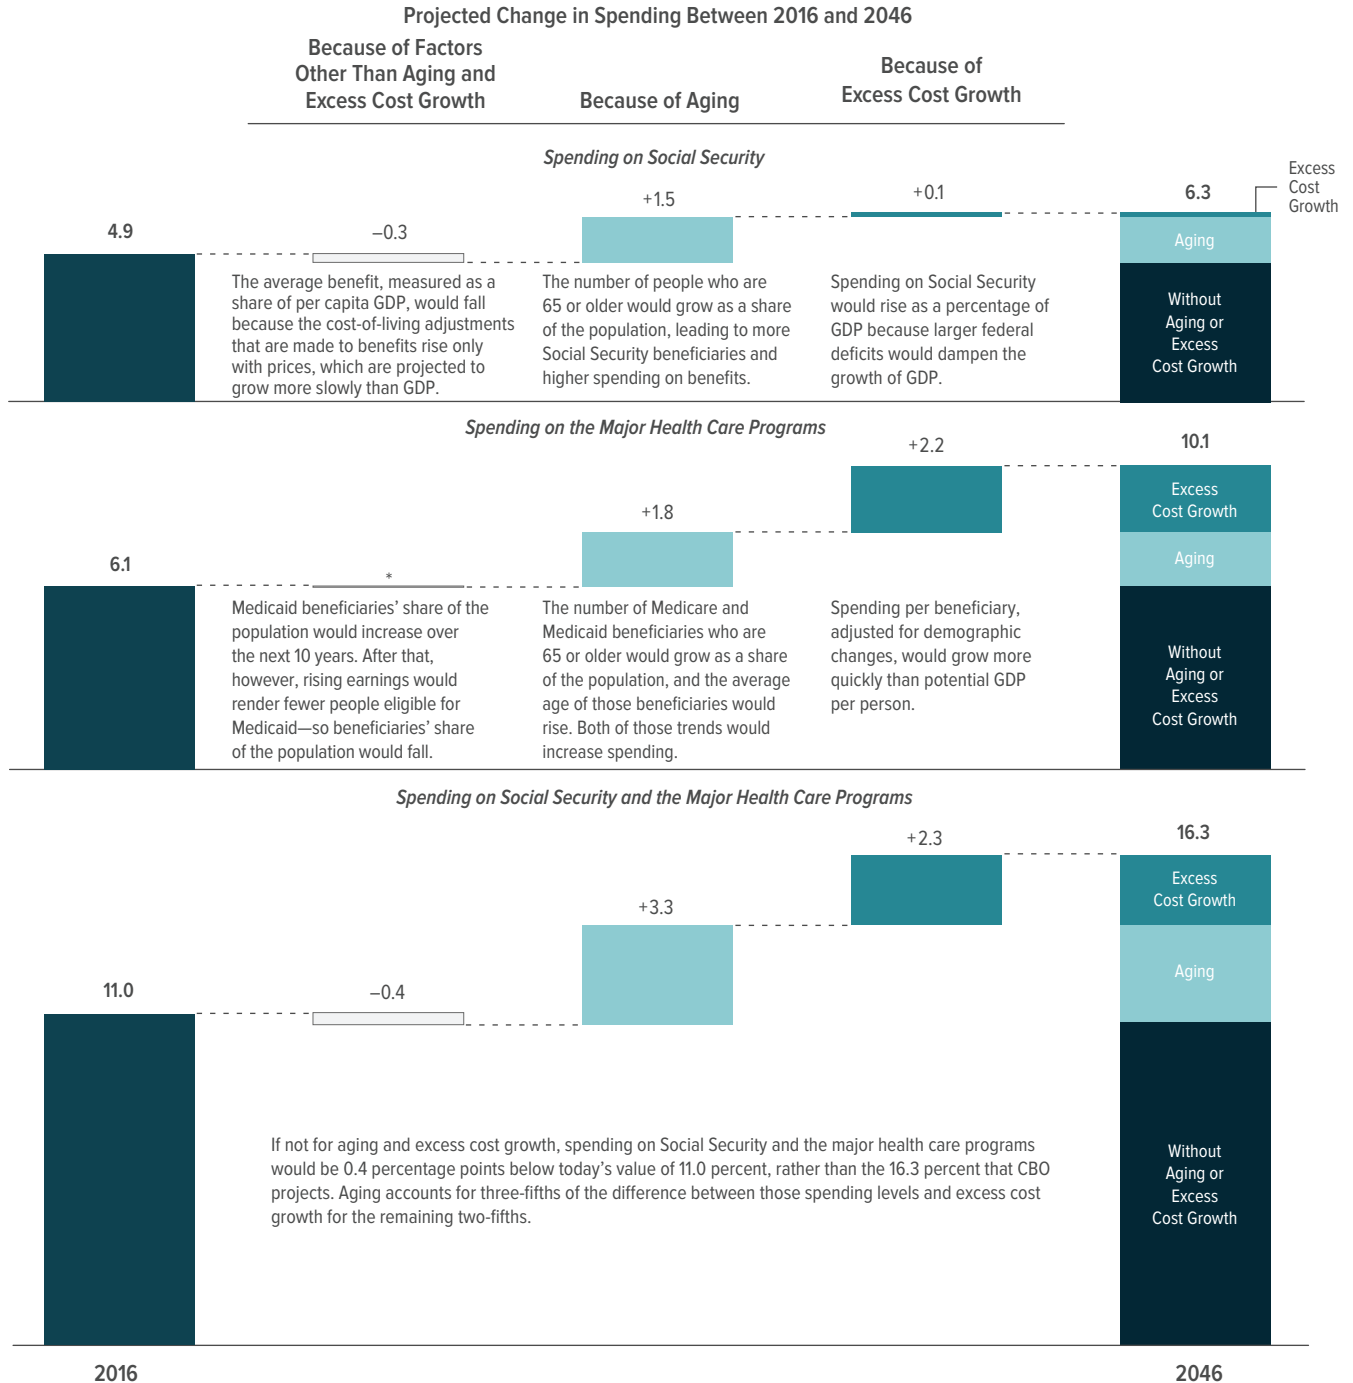 Projected Change in Spending Between 2016 and 2046
Because of Factors
Other Than Aging and
Excess Cost Growth
Because of Aging
Because of
Excess Cost Growth
Spending on Social Security
4.9
–0.3
+1.5
+0.1
6.3
Excess
Cost
Growth
The average benefit, measured as a
share of per capita GDP, would fall
because the cost-of-living adjustments
that are made to benefits rise only
with prices, which are projected to
grow more slowly than GDP.
The number of people who are
65 or older would grow as a share
of the population, leading to more
Social Security beneficiaries and
higher spending on benefits.
Spending on Social Security
would rise as a percentage of
GDP because larger federal
deficits would dampen the
growth of GDP.
Aging
Without
Aging or
Excess
Cost Growth
Spending on the Major Health Care Programs
6.1
*
+1.8
+2.2
10.1
Medicaid beneficiaries’ share of the
population would increase over
the next 10 years. After that,
however, rising earnings would
render fewer people eligible for
Medicaid—so beneficiaries’ share
of the population would fall.
The number of Medicare and
Medicaid beneficiaries who are
65 or older would grow as a share
of the population, and the average
age of those beneficiaries would
rise. Both of those trends would
increase spending.
Spending per beneficiary,
adjusted for demographic
changes, would grow more
quickly than potential GDP
per person.
Excess
Cost Growth
Aging
Without
Aging or
Excess
Cost Growth
Spending on Social Security and the Major Health Care Programs
11.0
–0.4
+3.3
+2.3
16.3
Excess
Cost Growth
Aging
If not for aging and excess cost growth, spending on Social Security and the major health care programs
would be 0.4 percentage points below today’s value of 11.0 percent, rather than the 16.3 percent that CBO
projects. Aging accounts for three-fifths of the difference between those spending levels and excess cost
growth for the remaining two-fifths.
Without
Aging or
Excess
Cost Growth
2016
2046